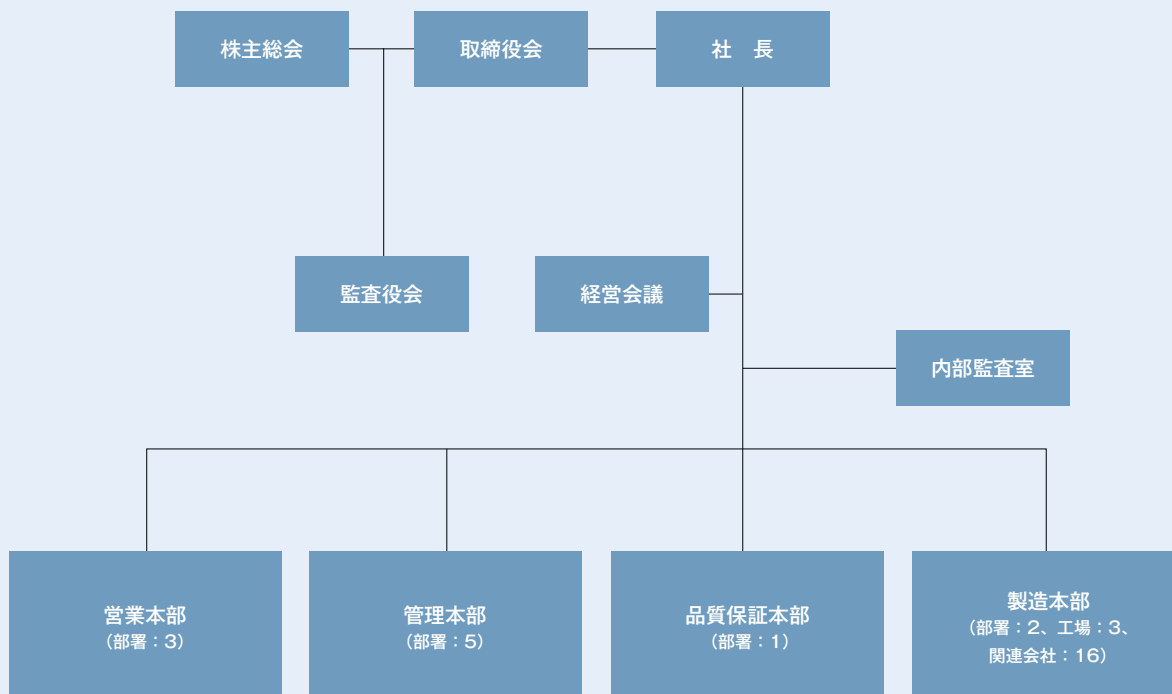 株主総会
取締役会
社　長
監査役会
経営会議
内部監査室
営業本部
（部署：3）
管理本部
（部署：5）
品質保証本部
（部署：1）
製造本部
（部署：2、工場：3、
関連会社：16）